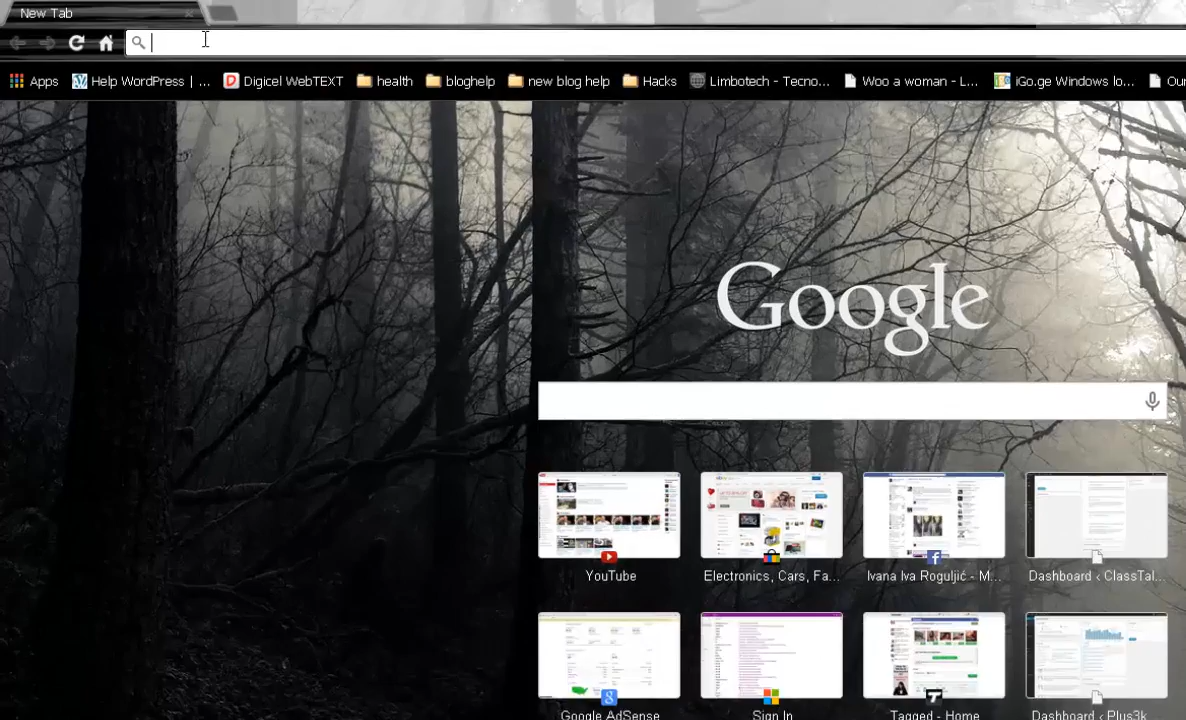 New Tab
Apps Help WordPress | ... Digicel WebTEXT health bloghelp new blog help Hacks Limbotech - Tecno... Woo a woman - L... iGo.ge Windows lo... Our
Google
YouTube Electronics, Cars, Fa... Ivana Iva Roguljić - M... Dashboard ‹ ClassTal...
Google AdSense Sign In Tagged - Home Dashboard ‹ Plus3k